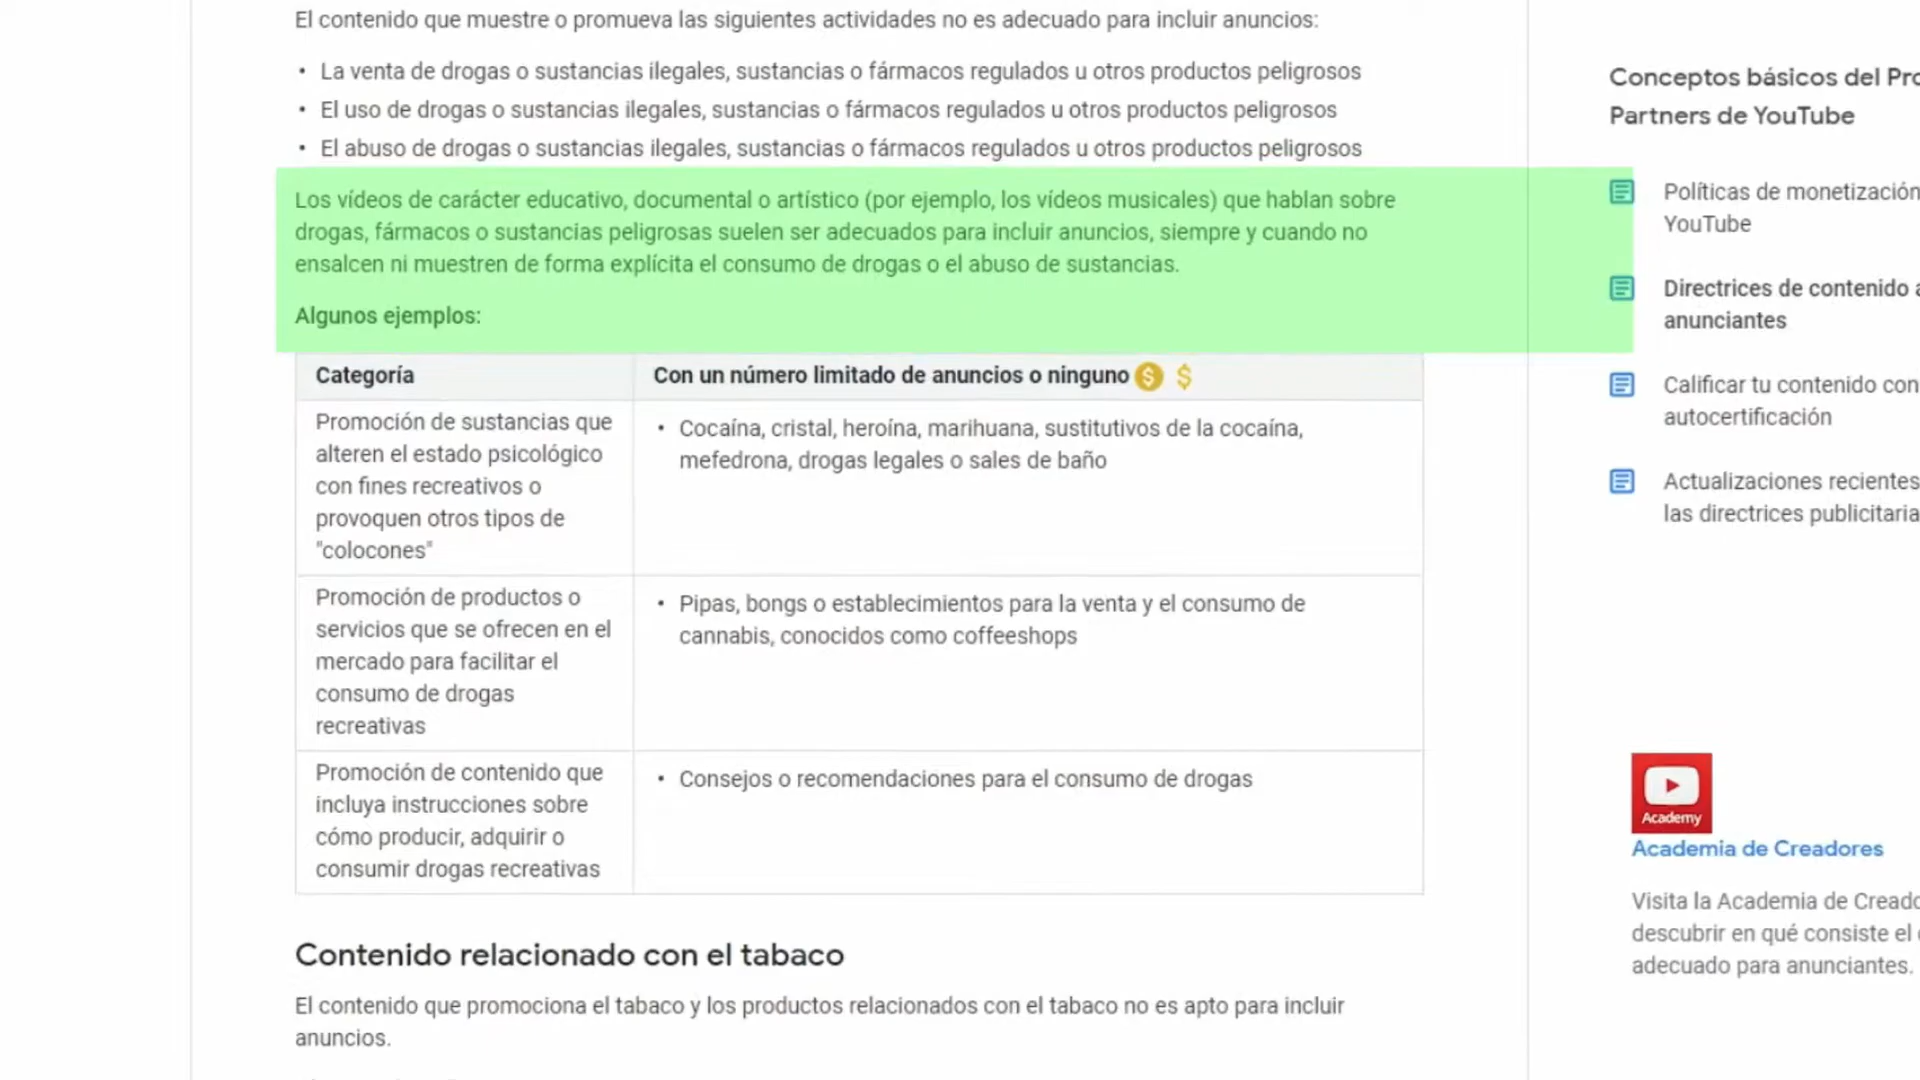 El contenido que muestre o promueva las siguientes actividades no es adecuado para incluir anuncios:
• La venta de drogas o sustancias ilegales, sustancias o fármacos regulados u otros productos peligrosos
• El uso de drogas o sustancias ilegales, sustancias o fármacos regulados u otros productos peligrosos
• El abuso de drogas o sustancias ilegales, sustancias o fármacos regulados u otros productos peligrosos
Los vídeos de carácter educativo, documental o artístico (por ejemplo, los vídeos musicales) que hablan sobre
drogas, fármacos o sustancias peligrosas suelen ser adecuados para incluir anuncios, siempre y cuando no
ensalcen ni muestren de forma explícita el consumo de drogas o el abuso de sustancias.
Algunos ejemplos:
Categoría
Con un número limitado de anuncios o ninguno
Promoción de sustancias que
alteren el estado psicológico
con fines recreativos o
provoquen otros tipos de
"colocones"
• Cocaína, cristal, heroína, marihuana, sustitutivos de la cocaína,
mefedrona, drogas legales o sales de baño
Promoción de productos o
servicios que se ofrecen en el
mercado para facilitar el
consumo de drogas
recreativas
• Pipas, bongs o establecimientos para la venta y el consumo de
cannabis, conocidos como coffeeshops
Promoción de contenido que
incluya instrucciones sobre
cómo producir, adquirir o
consumir drogas recreativas
• Consejos o recomendaciones para el consumo de drogas
Contenido relacionado con el tabaco
El contenido que promociona el tabaco y los productos relacionados con el tabaco no es apto para incluir
anuncios.
Conceptos básicos del Pro
Partners de YouTube
Políticas de monetización
YouTube
Directrices de contenido a
anunciantes
Calificar tu contenido con
autocertificación
Actualizaciones recientes
las directrices publicitaria
Academy
Academia de Creadores
Visita la Academia de Creado
descubrir en qué consiste el
adecuado para anunciantes.